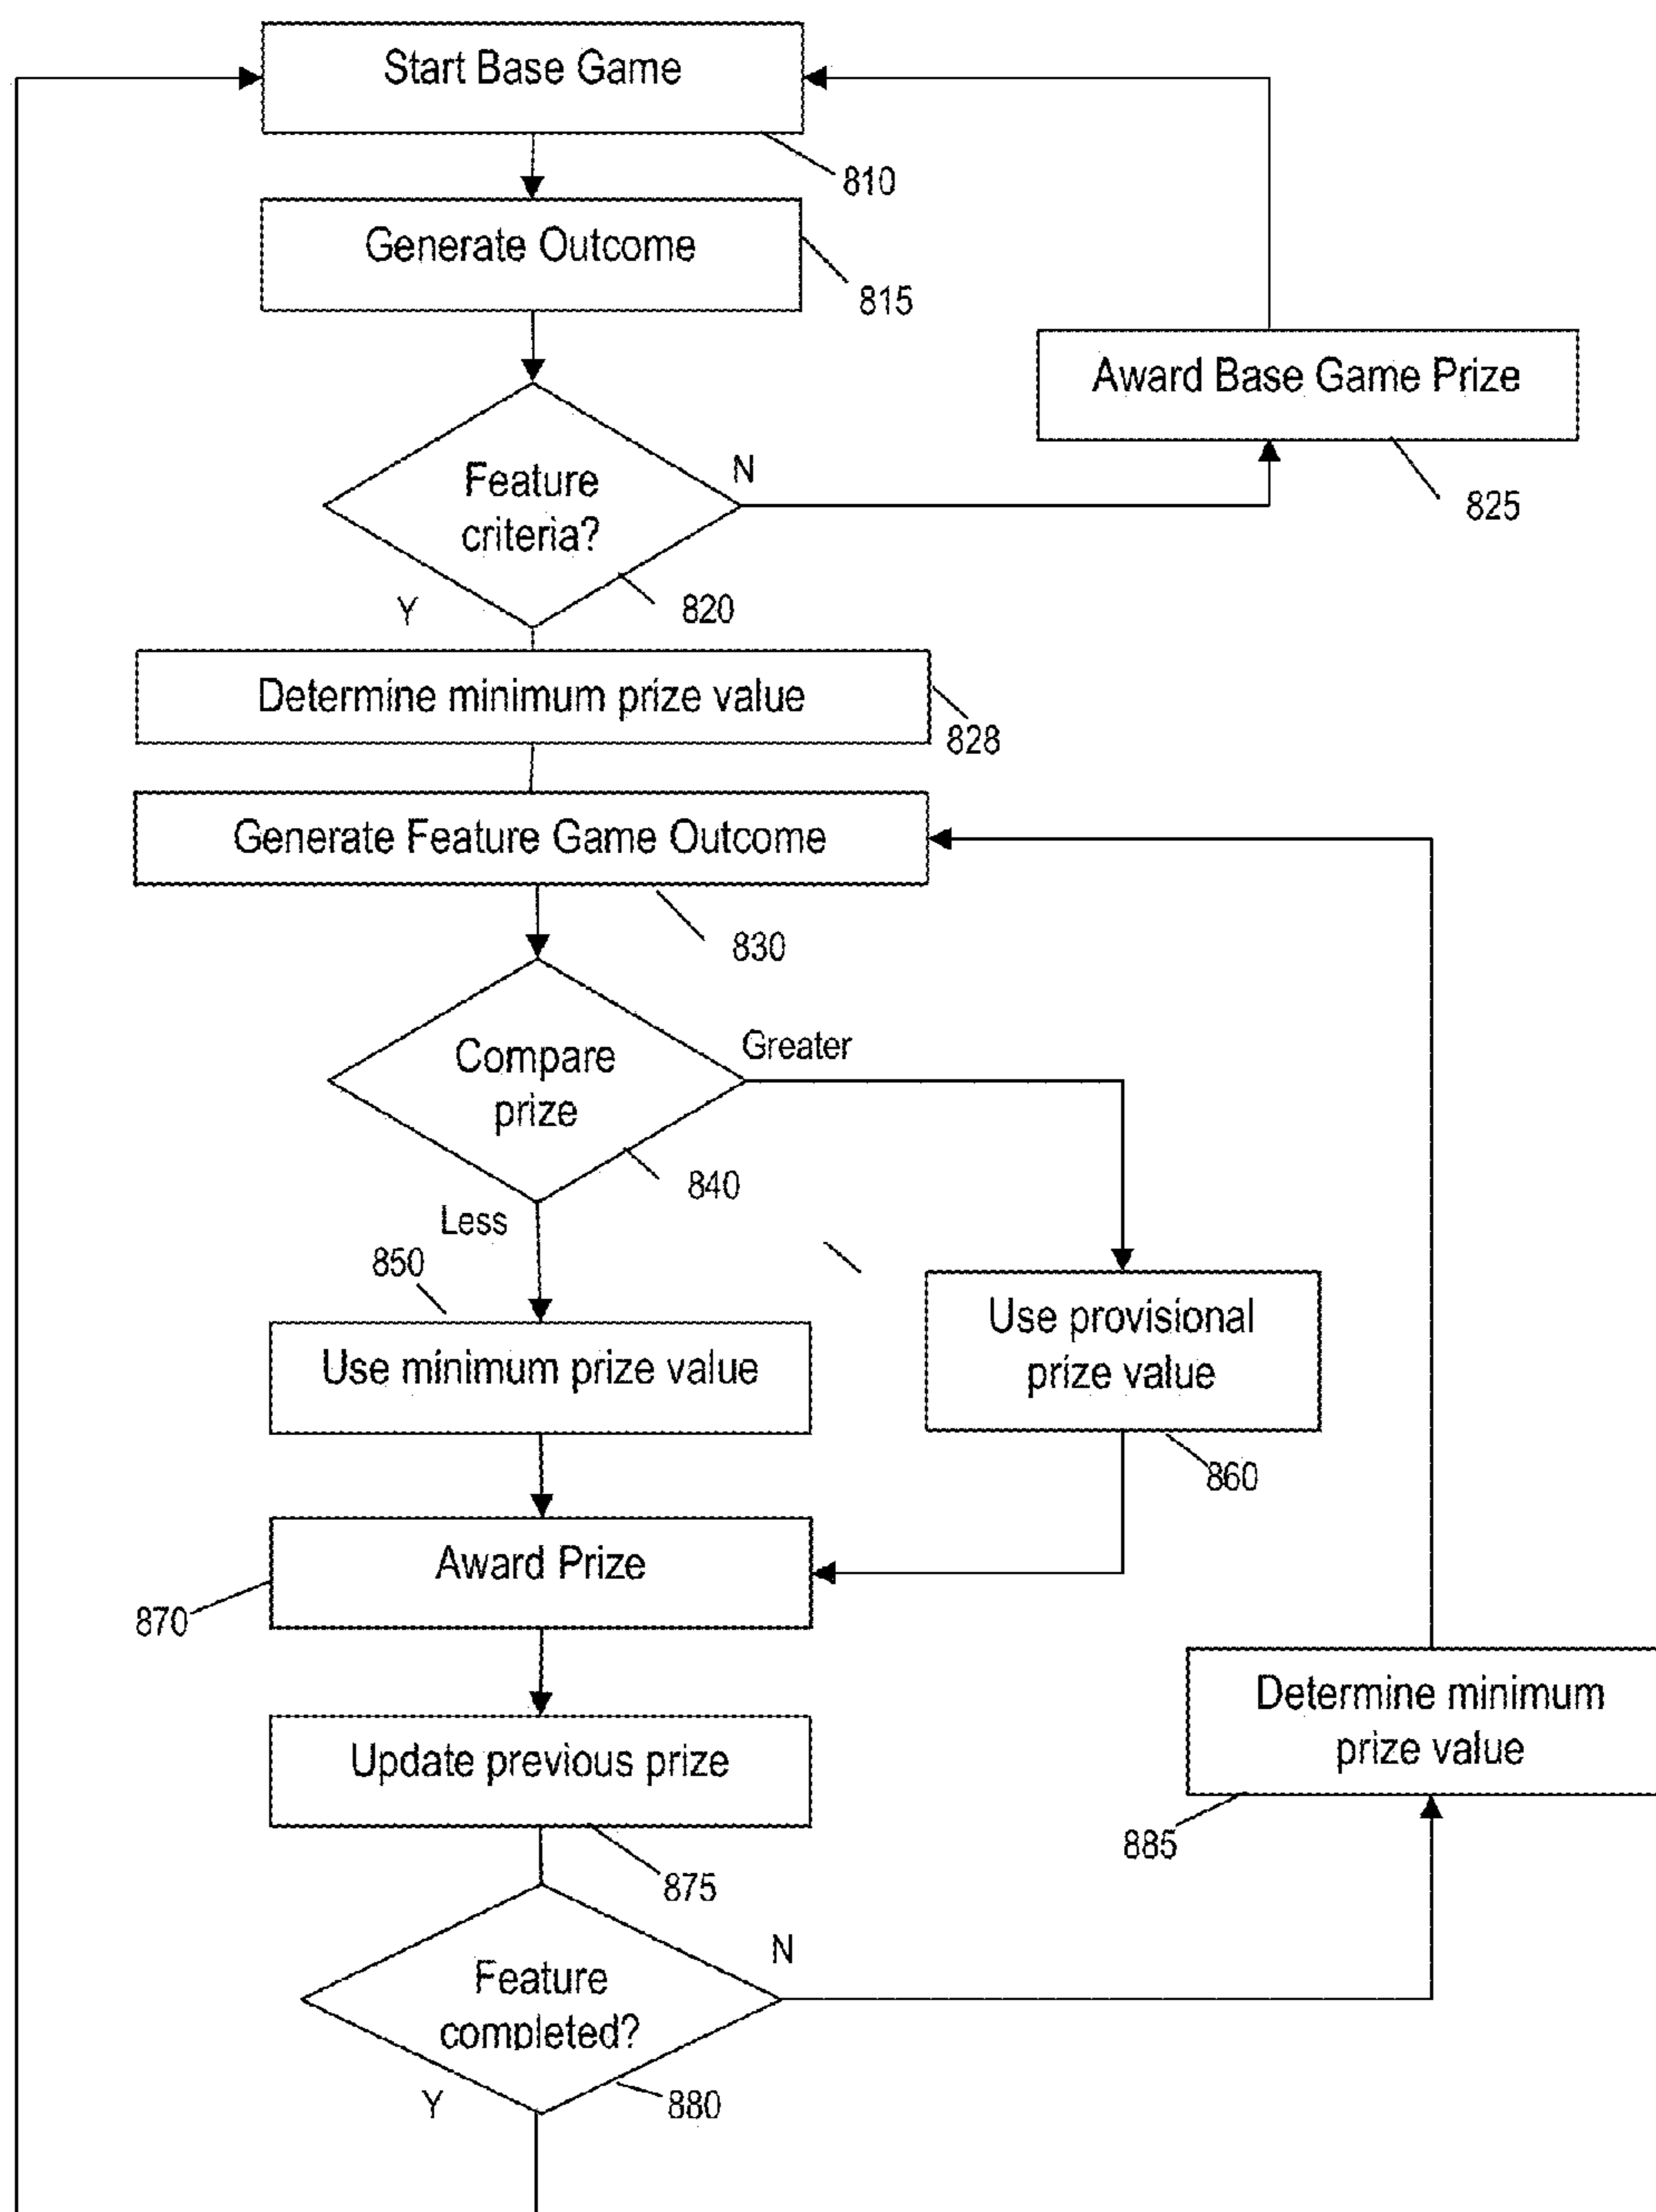 Start Base Game
810
Generate Outcome
815
Award Base Game Prize
825
Feature
criteria?
N
820
Y
Determine minimum prize value
828
Generate Feature Game Outcome
830
Compare
prize
Greater
840
Less
850
Use minimum prize value
Use provisional
prize value
860
Award Prize
870
Determine minimum
prize value
885
Update previous prize
875
Feature
completed?
N
880
Y